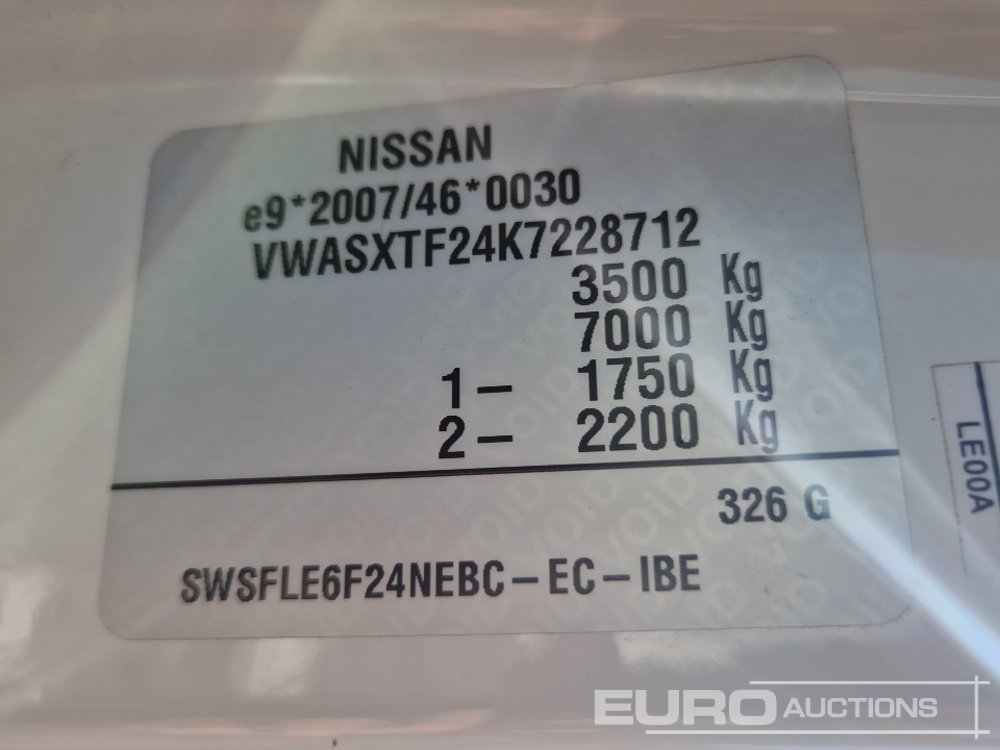 NISSAN
e9*2007/46*0030
VWASXTF24K7228712
3500 Kg
7000 Kg
1– 1750 Kg
2– 2200 Kg
326 G
SWSFLE6F24NEBC–EC–IBE
LE00A
EURO AUCTIONS